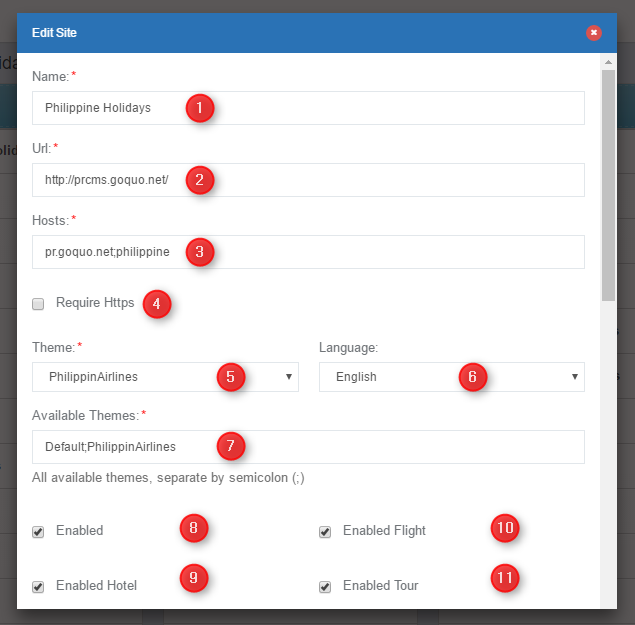 Edit Site
Name:*
Philippine Holidays 1
Url:*
http://prcms.goquo.net/ 2
Hosts:*
pr.goquo.net;philippine 3
Require Https 4
Theme:* Language:
PhilippinAirlines 5 English 6
Available Themes:*
Default;PhilippinAirlines 7
All available themes, separate by semicolon (;)
Enabled 8 Enabled Flight 10
Enabled Hotel 9 Enabled Tour 11